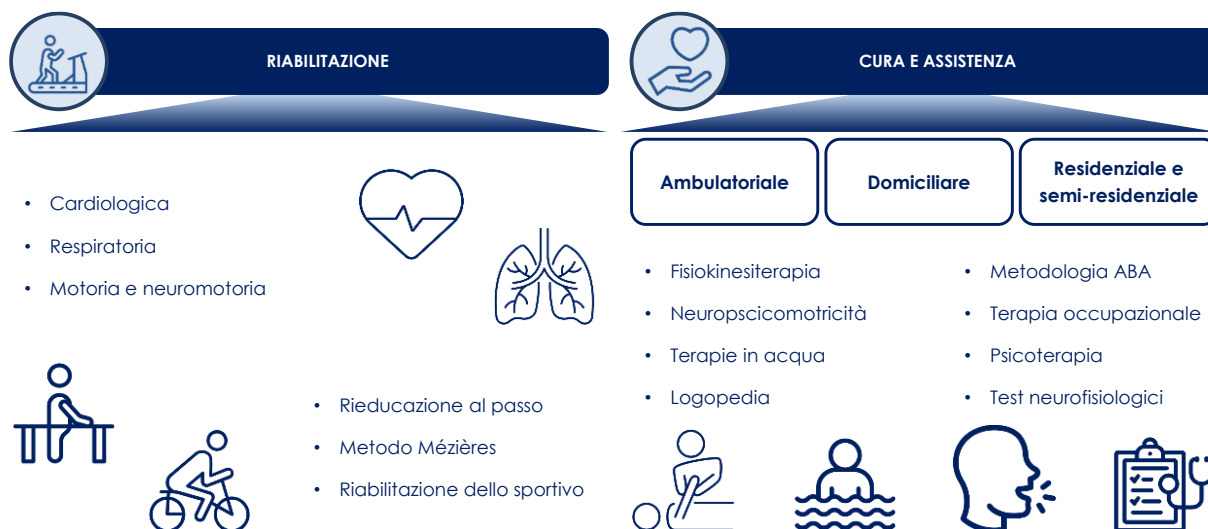 RIABILITAZIONE
• Cardiologica
• Respiratoria
• Motoria e neuromotoria
• Rieducazione al passo
• Metodo Mézières
• Riabilitazione dello sportivo
CURA E ASSISTENZA
Ambulatoriale
Domiciliare
Residenziale e
semi-residenziale
• Fisiokinesiterapia
• Neuropscicomotricità
• Terapie in acqua
• Logopedia
• Metodologia ABA
• Terapia occupazionale
• Psicoterapia
• Test neurofisiologici